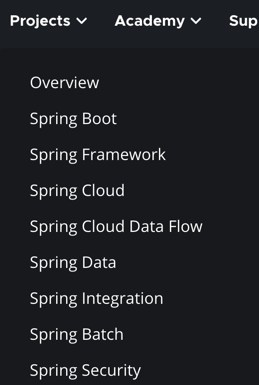 Projects Academy Sup
Overview
Spring Boot
Spring Framework
Spring Cloud
Spring Cloud Data Flow
Spring Data
Spring Integration
Spring Batch
Spring Security